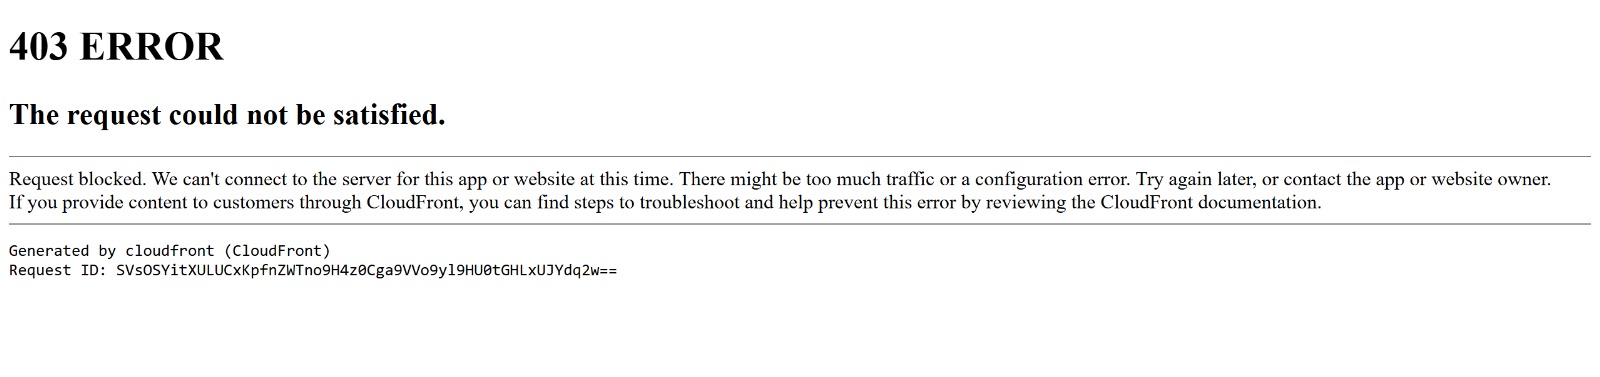 403 ERROR
The request could not be satisfied.
Request blocked. We can't connect to the server for this app or website at this time. There might be too much traffic or a configuration error. Try again later, or contact the app or website owner.
If you provide content to customers through CloudFront, you can find steps to troubleshoot and help prevent this error by reviewing the CloudFront documentation.
Generated by cloudfront (CloudFront)
Request ID: SVsOSYitXULUCxKpfnZWTno9H4z0Cga9VVo9yl9HU0tGHLxUJYdq2w==